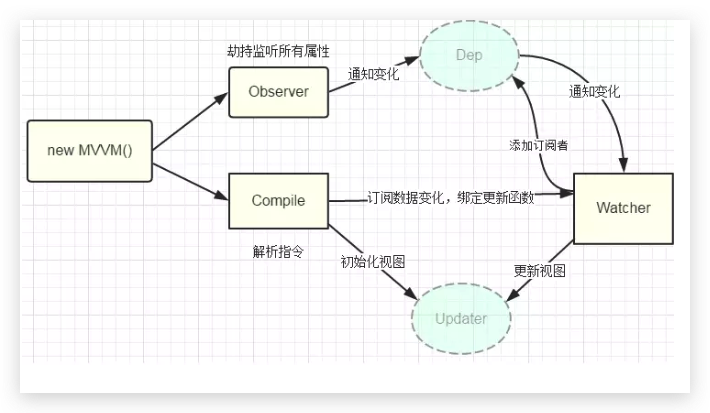 劫持监听所有属性
Dep
Observer
通知变化
通知变化
new MVVM()
添加订阅者
Compile
订阅数据变化，绑定更新函数
Watcher
解析指令
初始化视图
更新视图
Updater